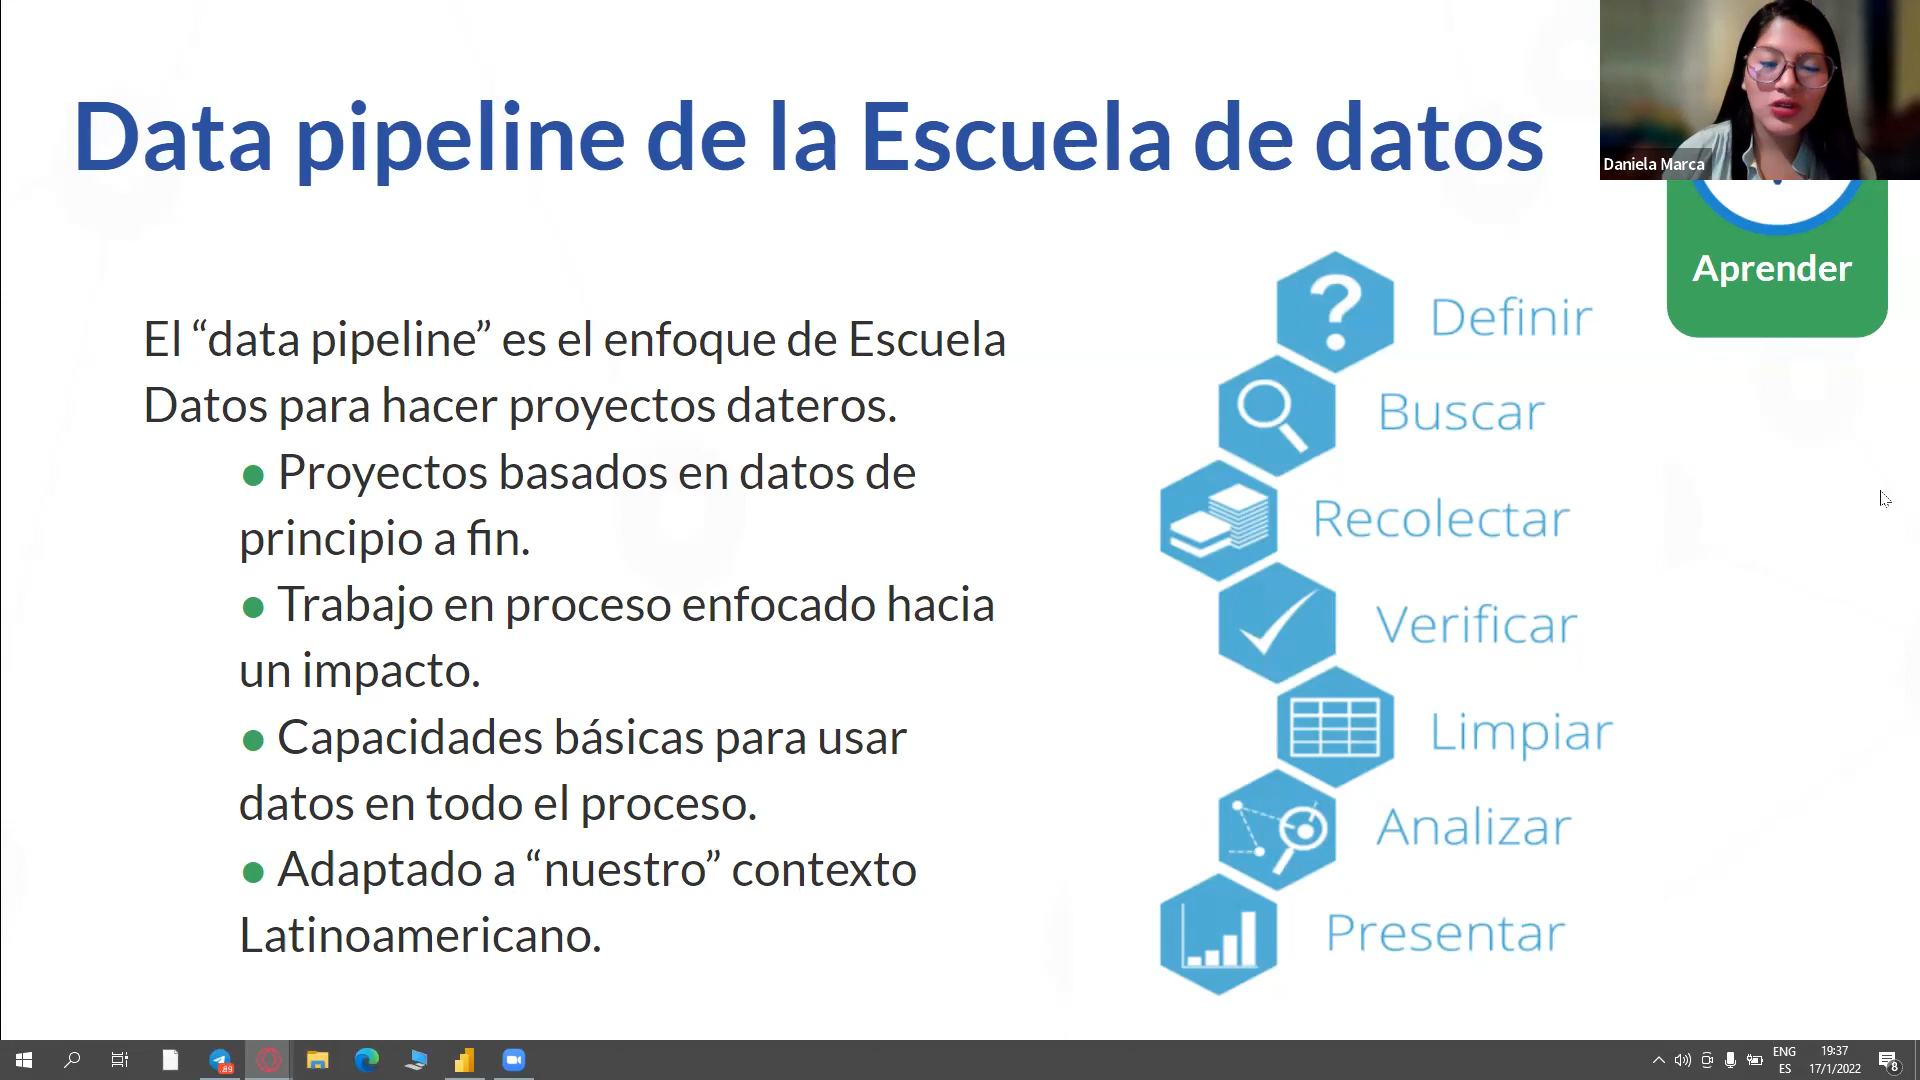 Data pipeline de la Escuela de datos
Daniela Marca
Aprender
El “data pipeline” es el enfoque de Escuela
Datos para hacer proyectos dateros.
● Proyectos basados en datos de
principio a fin.
● Trabajo en proceso enfocado hacia
un impacto.
● Capacidades básicas para usar
datos en todo el proceso.
● Adaptado a “nuestro” contexto
Latinoamericano.
Definir
Buscar
Recolectar
Verificar
Limpiar
Analizar
Presentar
89
ENG
ES
19:37
17/1/2022
8